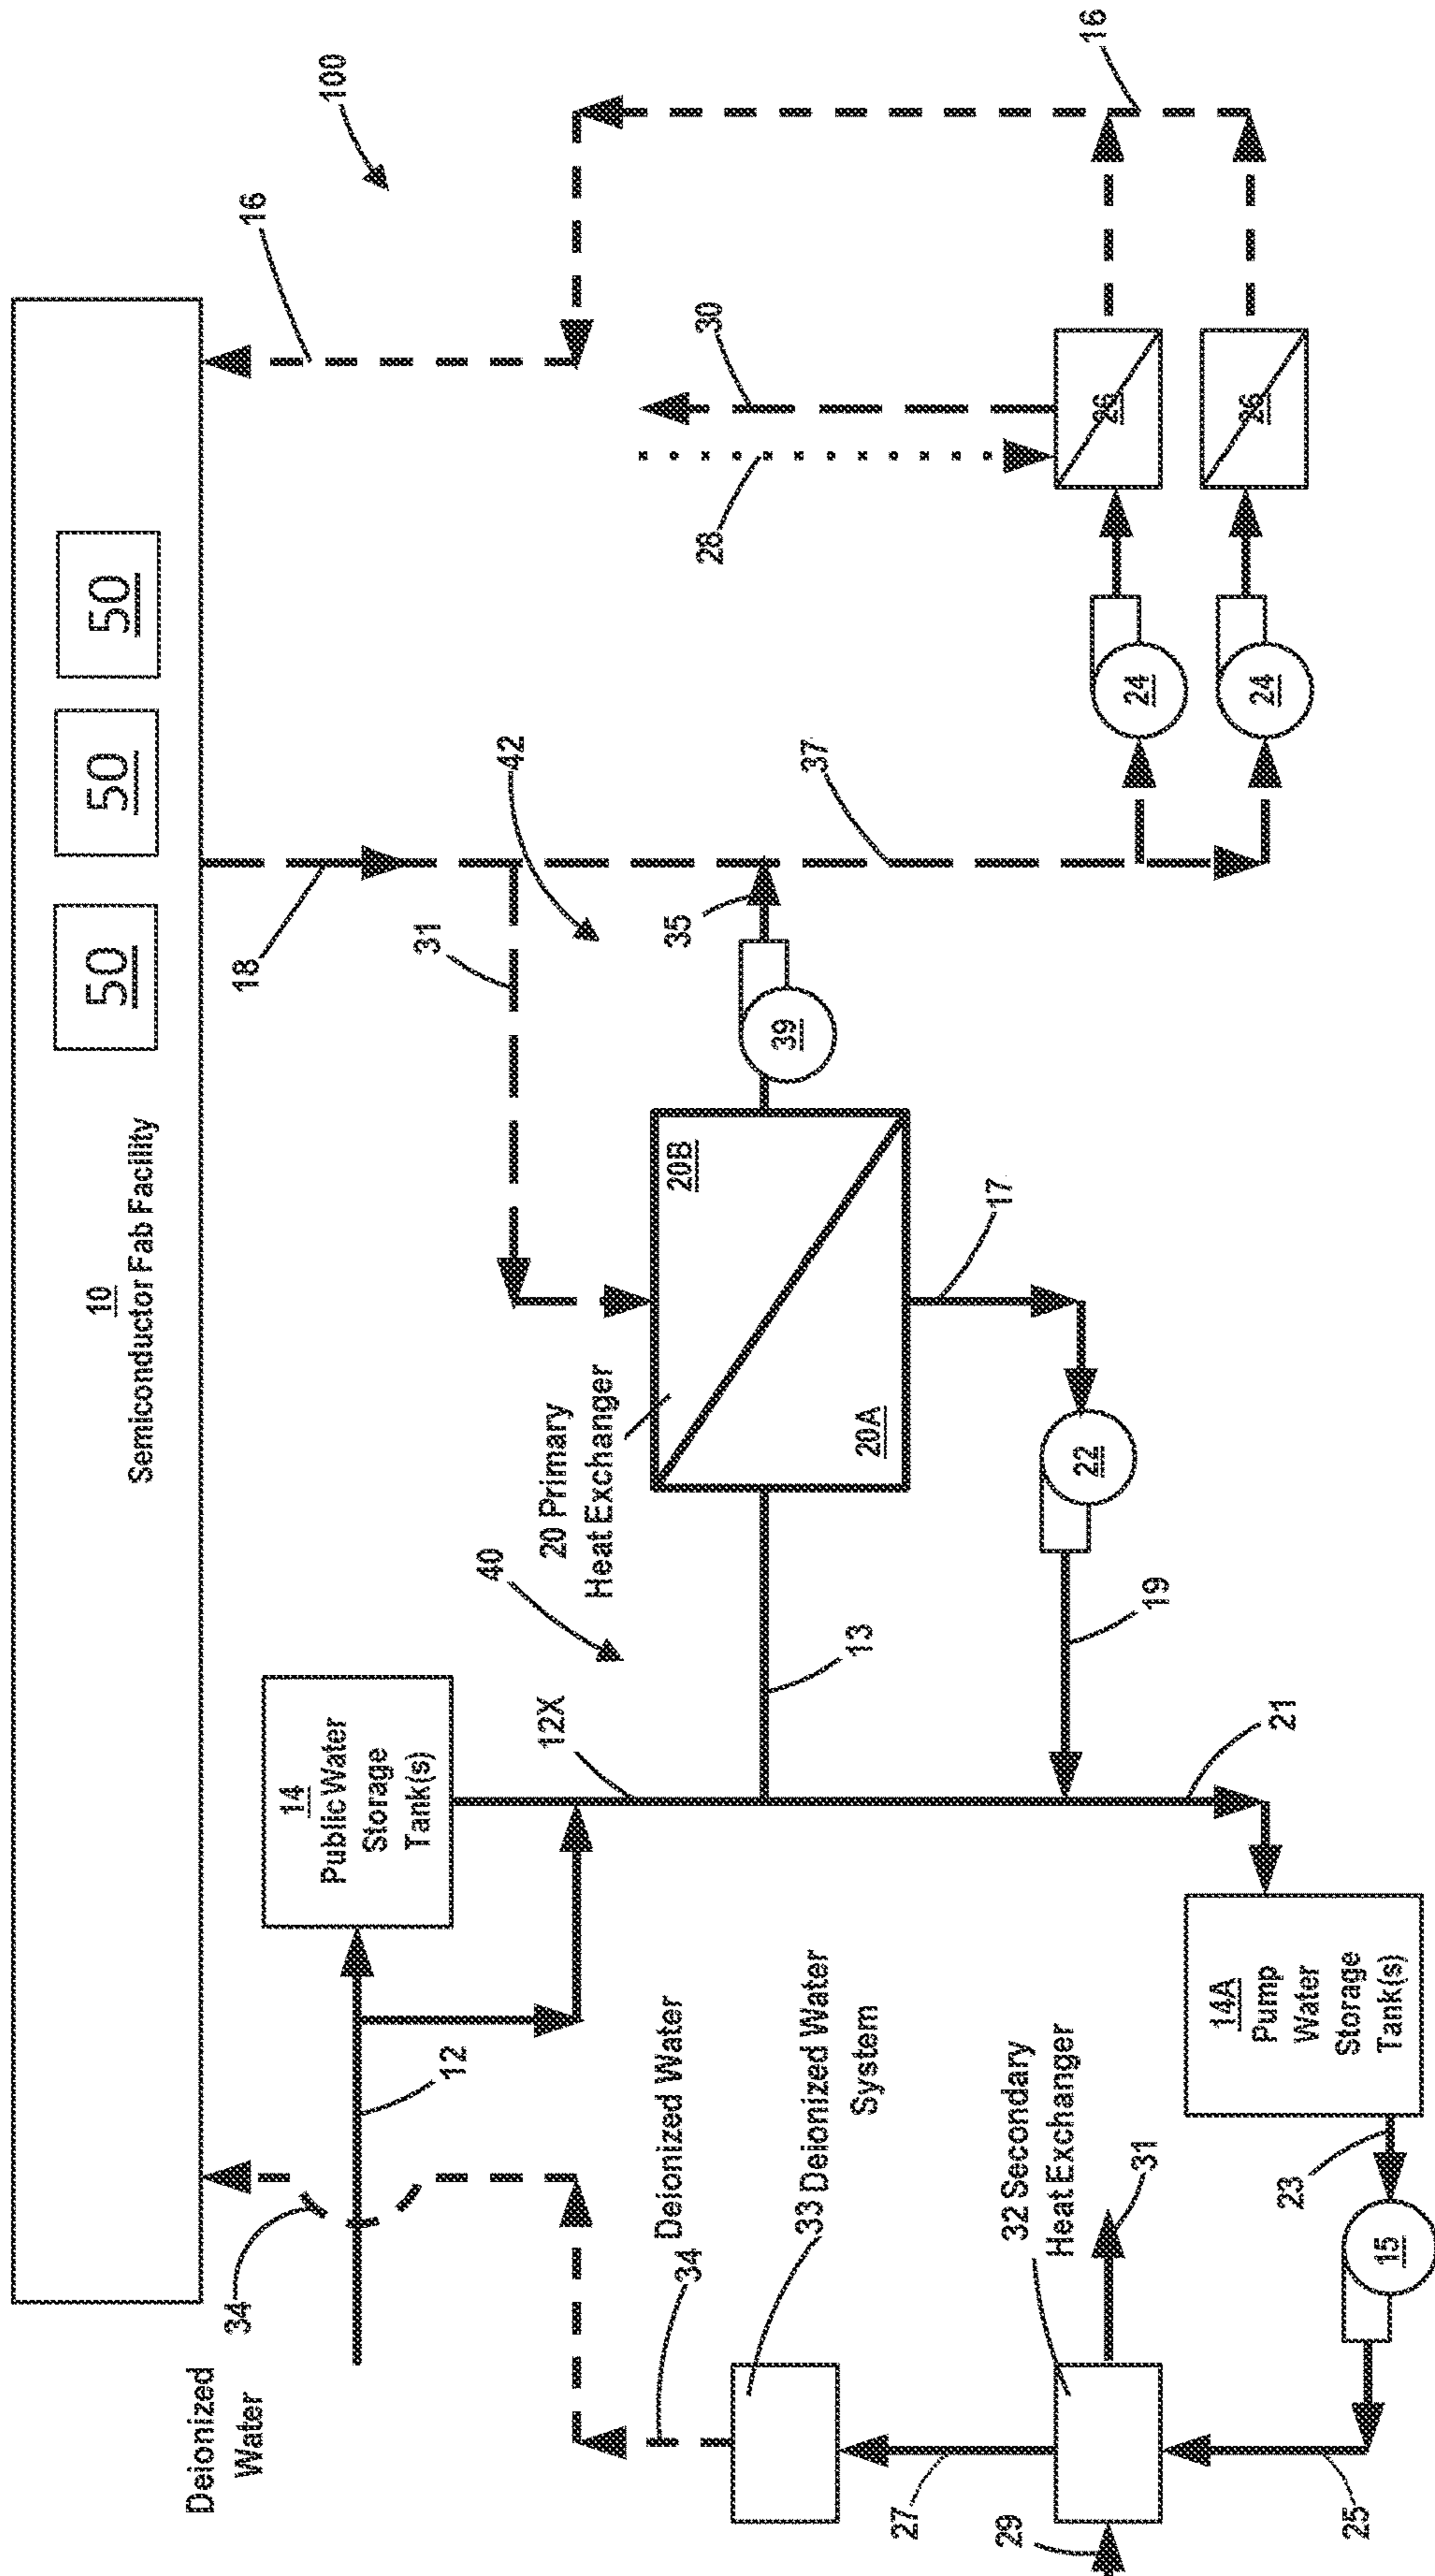 100
16
16
50
50
50
10
Semiconductor Fab Facility
30
28
26
26
24
24
18
31
42
35
37
39
20B
20A
20 Primary
Heat Exchanger
17
22
40
13
19
14
Public Water
Storage
Tank(s)
12X
21
12
34
Deionized
Water
34
Deionized Water
33 Deionized Water
System
32 Secondary
Heat Exchanger
31
14A
Pump
Water
Storage
Tank(s)
23
15
25
27
29